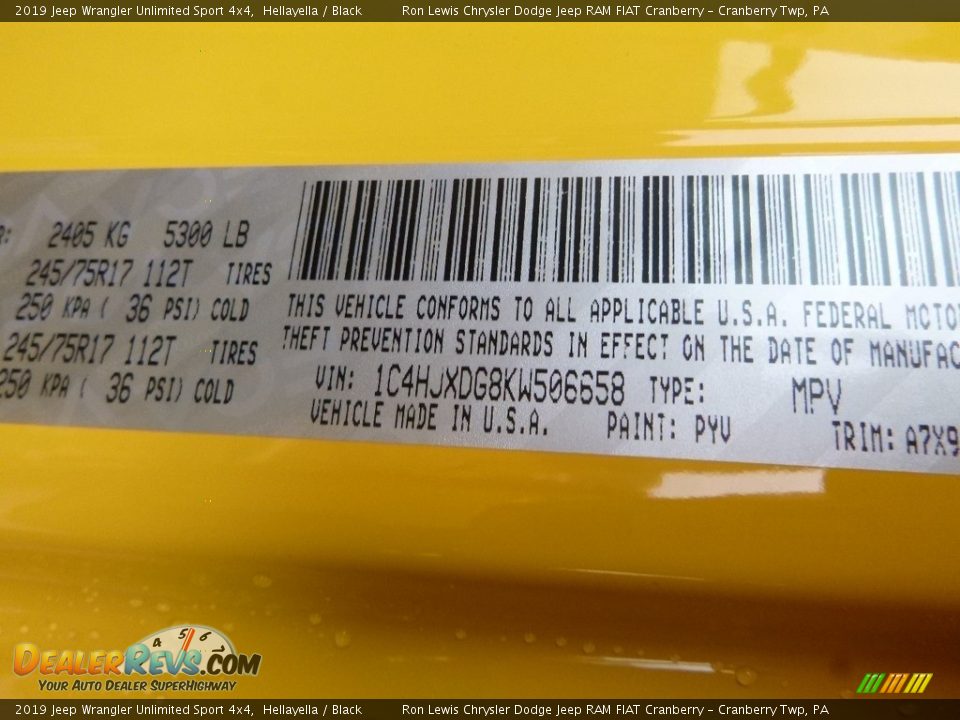 2019 Jeep Wrangler Unlimited Sport 4x4, Hellayella / Black Ron Lewis Chrysler Dodge Jeep RAM FIAT Cranberry – Cranberry Twp, PA
R: 2405 KG 5300 LB
245/75R17 112T TIRES
250 KPA ( 36 PSI) COLD
245/75R17 112T TIRES
250 KPA ( 36 PSI) COLD
THIS VEHICLE CONFORMS TO ALL APPLICABLE U.S.A. FEDERAL MOTO
THEFT PREVENTION STANDARDS IN EFFECT ON THE DATE OF MANUFAC
VIN: 1C4HJXDG8KW506658 TYPE: MPV
VEHICLE MADE IN U.S.A. PAINT: PYV TRIM: A7X9
4 5 6
DEALERREVS.COM
YOUR AUTO DEALER SUPERHIGHWAY
2019 Jeep Wrangler Unlimited Sport 4x4, Hellayella / Black Ron Lewis Chrysler Dodge Jeep RAM FIAT Cranberry – Cranberry Twp, PA